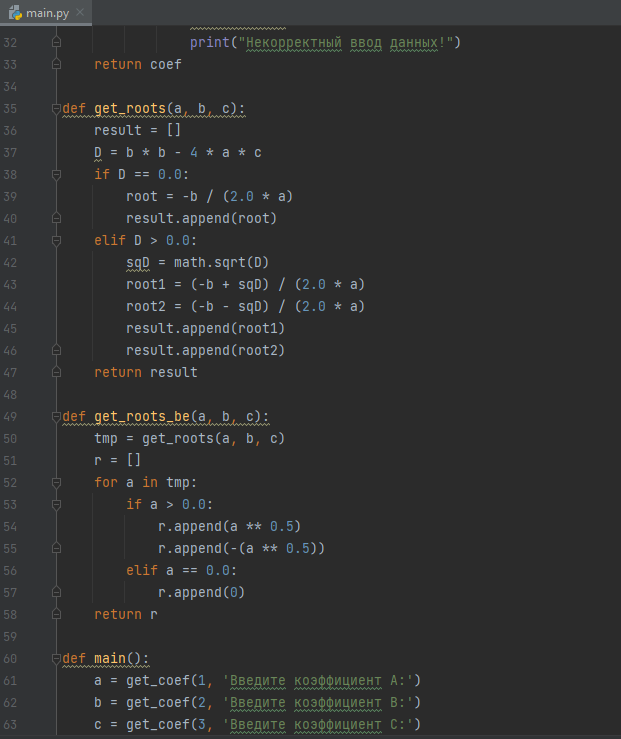 main.py
32 print("Некорректный ввод данных!")
33 return coef
34
35 def get_roots(a, b, c):
36 result = []
37 D = b * b - 4 * a * c
38 if D == 0.0:
39 root = -b / (2.0 * a)
40 result.append(root)
41 elif D > 0.0:
42 sqD = math.sqrt(D)
43 root1 = (-b + sqD) / (2.0 * a)
44 root2 = (-b - sqD) / (2.0 * a)
45 result.append(root1)
46 result.append(root2)
47 return result
48
49 def get_roots_be(a, b, c):
50 tmp = get_roots(a, b, c)
51 r = []
52 for a in tmp:
53 if a > 0.0:
54 r.append(a ** 0.5)
55 r.append(-(a ** 0.5))
56 elif a == 0.0:
57 r.append(0)
58 return r
59
60 def main():
61 a = get_coef(1, 'Введите коэффициент A:')
62 b = get_coef(2, 'Введите коэффициент B:')
63 c = get_coef(3, 'Введите коэффициент C:')